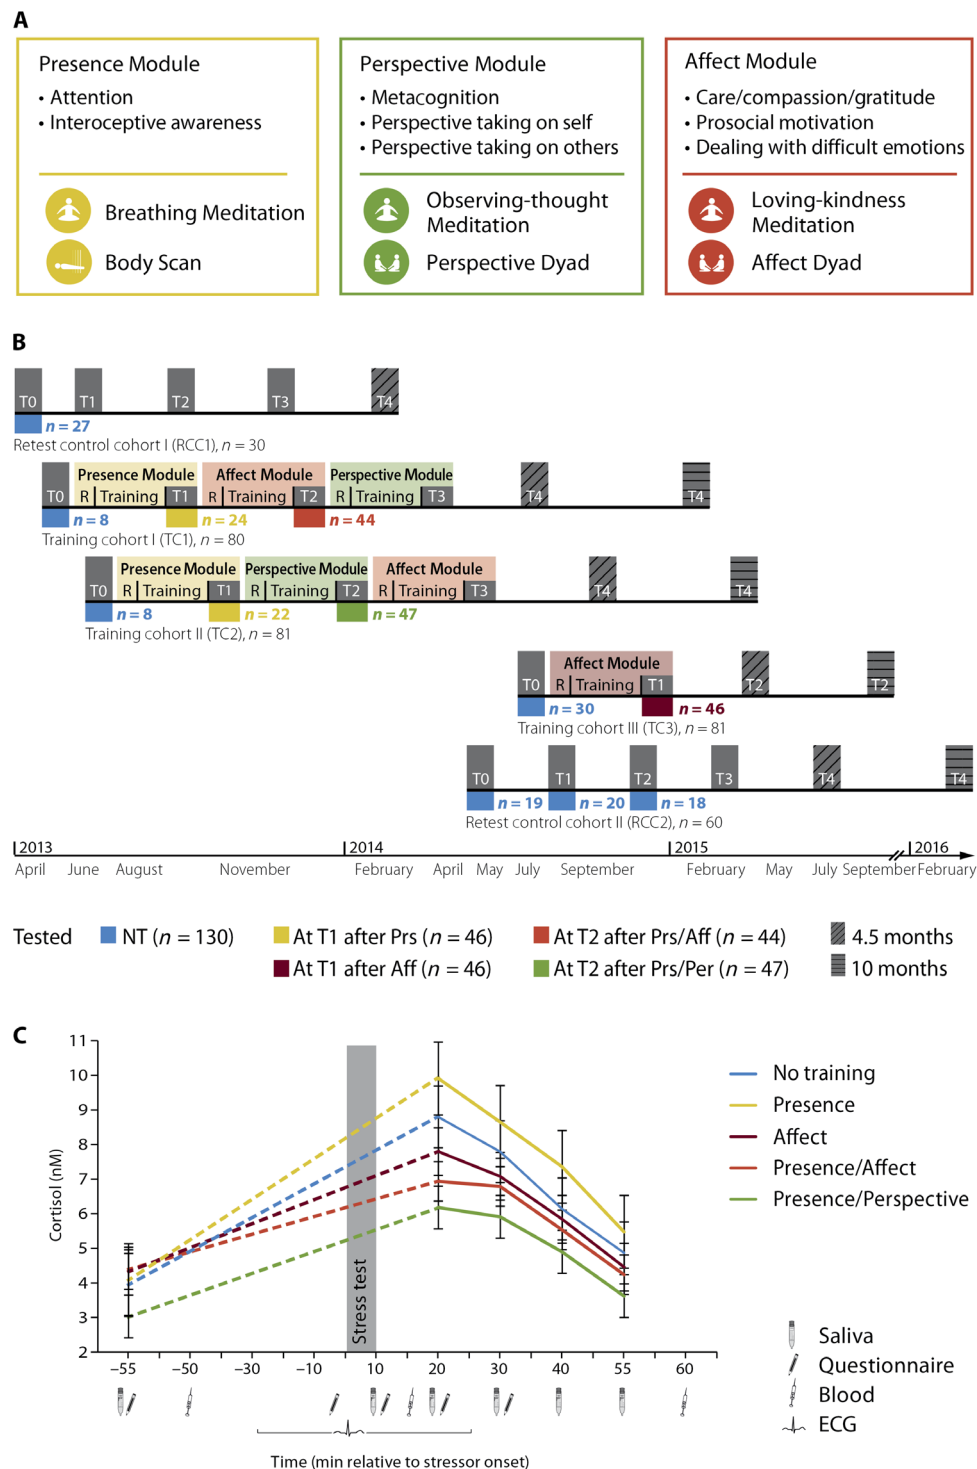 A
Presence Module
• Attention
• Interoceptive awareness
Breathing Meditation
Body Scan
Perspective Module
• Metacognition
• Perspective taking on self
• Perspective taking on others
Observing-thought
Meditation
Perspective Dyad
Affect Module
• Care/compassion/gratitude
• Prosocial motivation
• Dealing with difficult emotions
Loving-kindness
Meditation
Affect Dyad
B
T0 T1 T2 T3 T4
n = 27
Retest control cohort I (RCC1), n = 30
Presence Module Affect Module Perspective Module
T0 R Training T1 R Training T2 R Training T3 T4 T4
n = 8 n = 24 n = 44
Training cohort I (TC1), n = 80
Presence Module Perspective Module Affect Module
T0 R Training T1 R Training T2 R Training T3 T4 T4
n = 8 n = 22 n = 47
Training cohort II (TC2), n = 81
Affect Module
T0 R Training T1 T2 T2
n = 30 n = 46
Training cohort III (TC3), n = 81
T0 T1 T2 T3 T4 T4
n = 19 n = 20 n = 18
Retest control cohort II (RCC2), n = 60
2013 2014 2015 2016
April June August November February April May July September February May July September February
Tested NT (n = 130) At T1 after Prs (n = 46) At T2 after Prs/Aff (n = 44) 4.5 months
At T1 after Aff (n = 46) At T2 after Prs/Per (n = 47) 10 months
C
11
10
9
8
7
6
5
4
3
2
Cortisol (nM)
Stress test
–55 –50 –30 –10 10 20 30 40 55 60
Time (min relative to stressor onset)
No training
Presence
Affect
Presence/Affect
Presence/Perspective
Saliva
Questionnaire
Blood
ECG